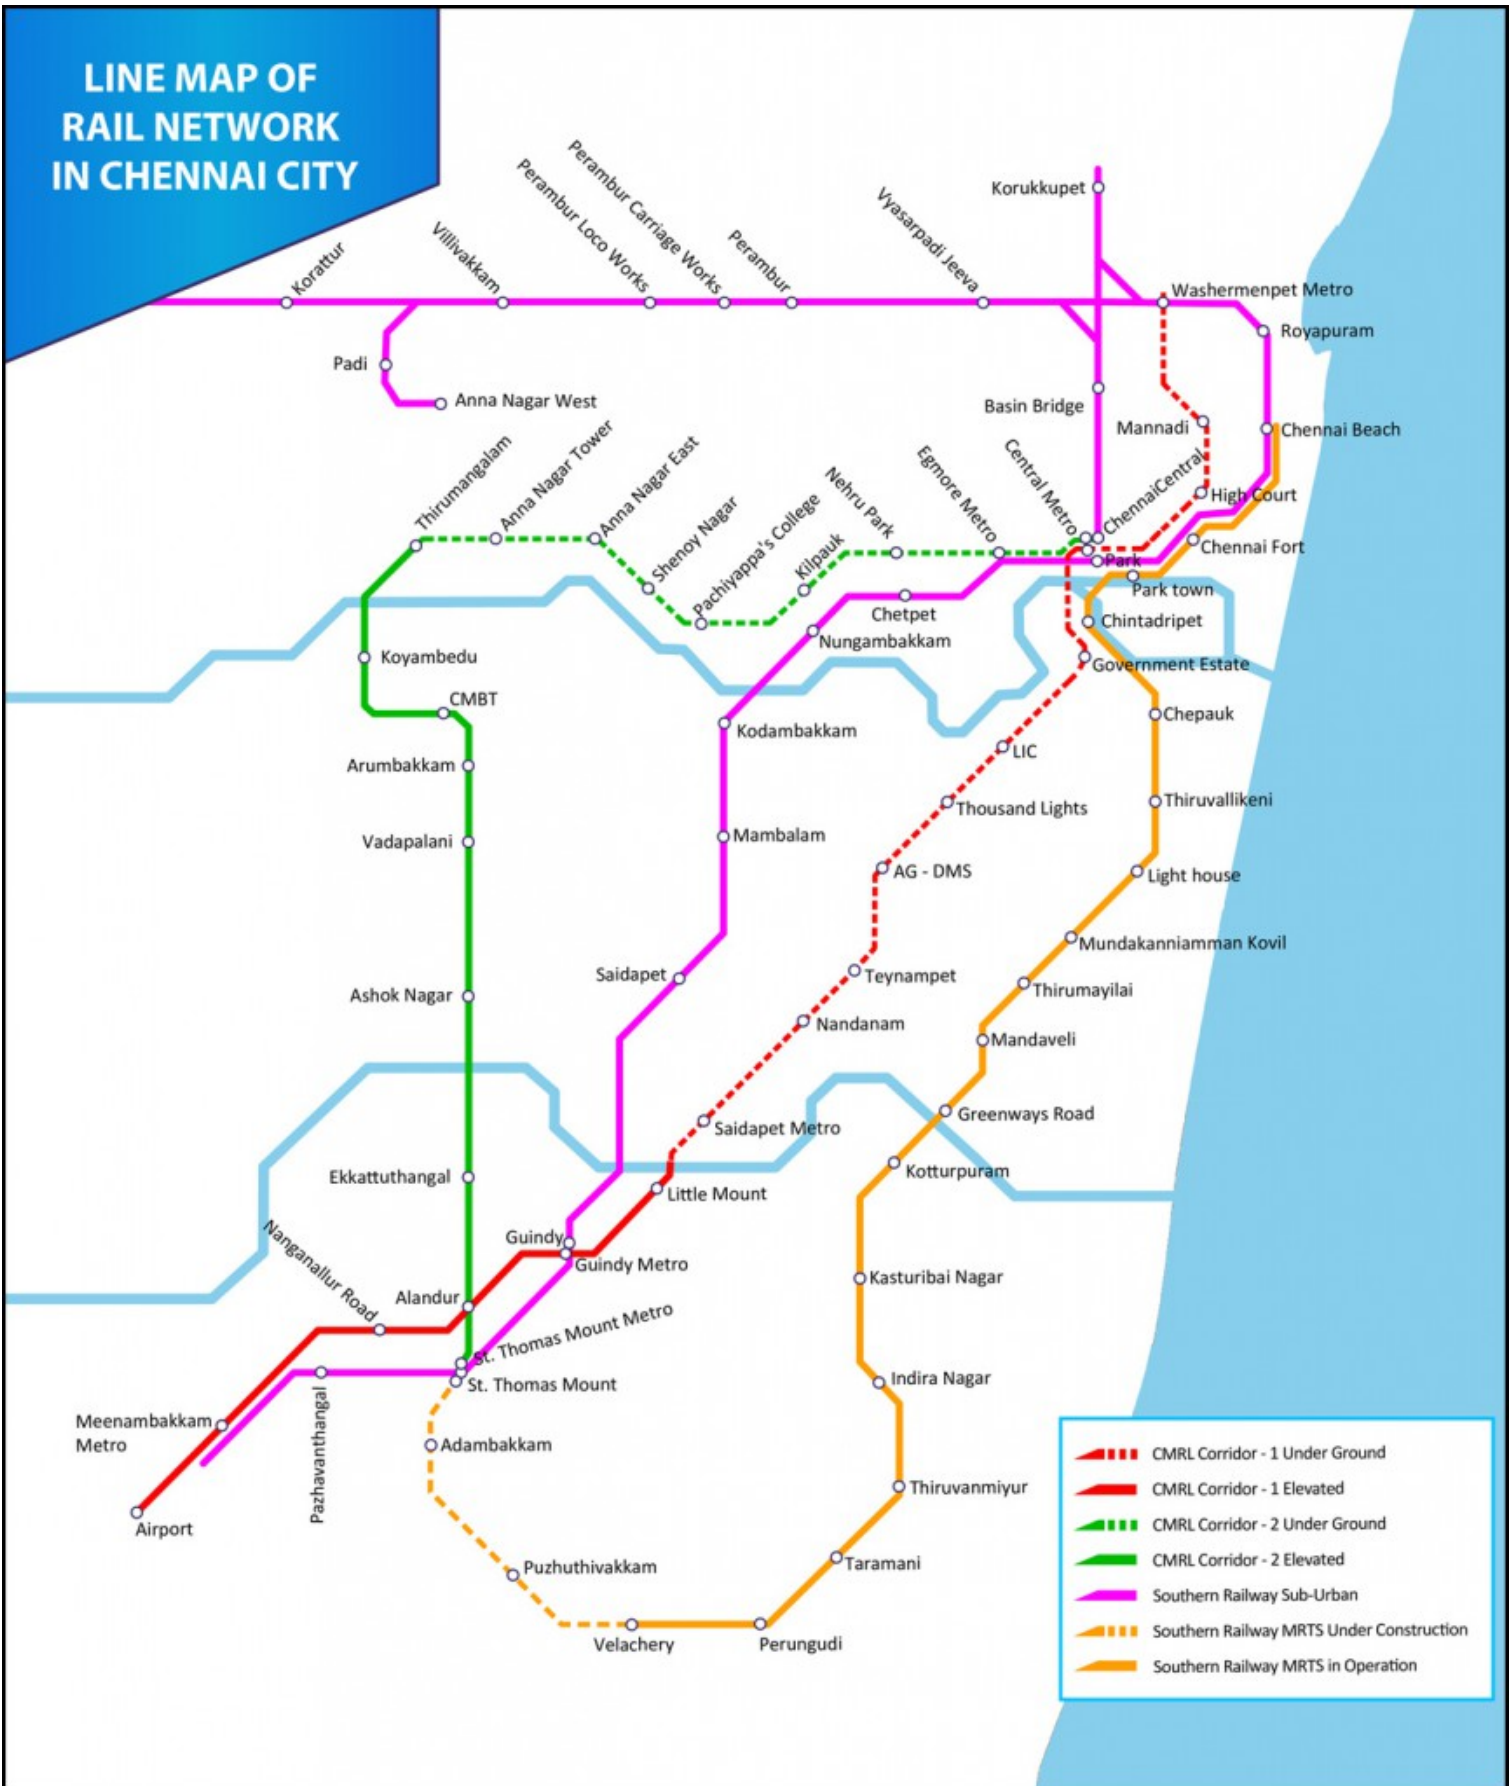 LINE MAP OF
RAIL NETWORK
IN CHENNAI CITY
Korukkupet
Korattur
Villivakkam
Perambur Loco Works
Perambur Carriage Works
Perambur
Vyasarpadi Jeeva
Washermenpet Metro
Royapuram
Padi
Anna Nagar West
Basin Bridge
Mannadi
Chennai Beach
Thirumangalam
Anna Nagar Tower
Anna Nagar East
Shenoy Nagar
Pachiyappa's College
Kilpauk
Nehru Park
Egmore Metro
Central Metro
ChennaiCentral
High Court
Chennai Fort
Park
Park town
Chetpet
Chintadripet
Nungambakkam
Koyambedu
Government Estate
CMBT
Chepauk
Kodambakkam
LIC
Arumbakkam
Thiruvallikeni
Thousand Lights
Vadapalani
Mambalam
AG - DMS
Light house
Mundakanniamman Kovil
Saidapet
Teynampet
Thirumayilai
Ashok Nagar
Nandanam
Mandaveli
Greenways Road
Saidapet Metro
Kotturpuram
Ekkattuthangal
Little Mount
Guindy
Guindy Metro
Kasturibai Nagar
Nanganallur Road
Alandur
St. Thomas Mount Metro
St. Thomas Mount
Indira Nagar
Meenambakkam
Metro
Pazhavanthangal
Adambakkam
Thiruvanmiyur
Airport
Puzhuthivakkam
Taramani
Velachery
Perungudi
CMRL Corridor - 1 Under Ground
CMRL Corridor - 1 Elevated
CMRL Corridor - 2 Under Ground
CMRL Corridor - 2 Elevated
Southern Railway Sub-Urban
Southern Railway MRTS Under Construction
Southern Railway MRTS in Operation